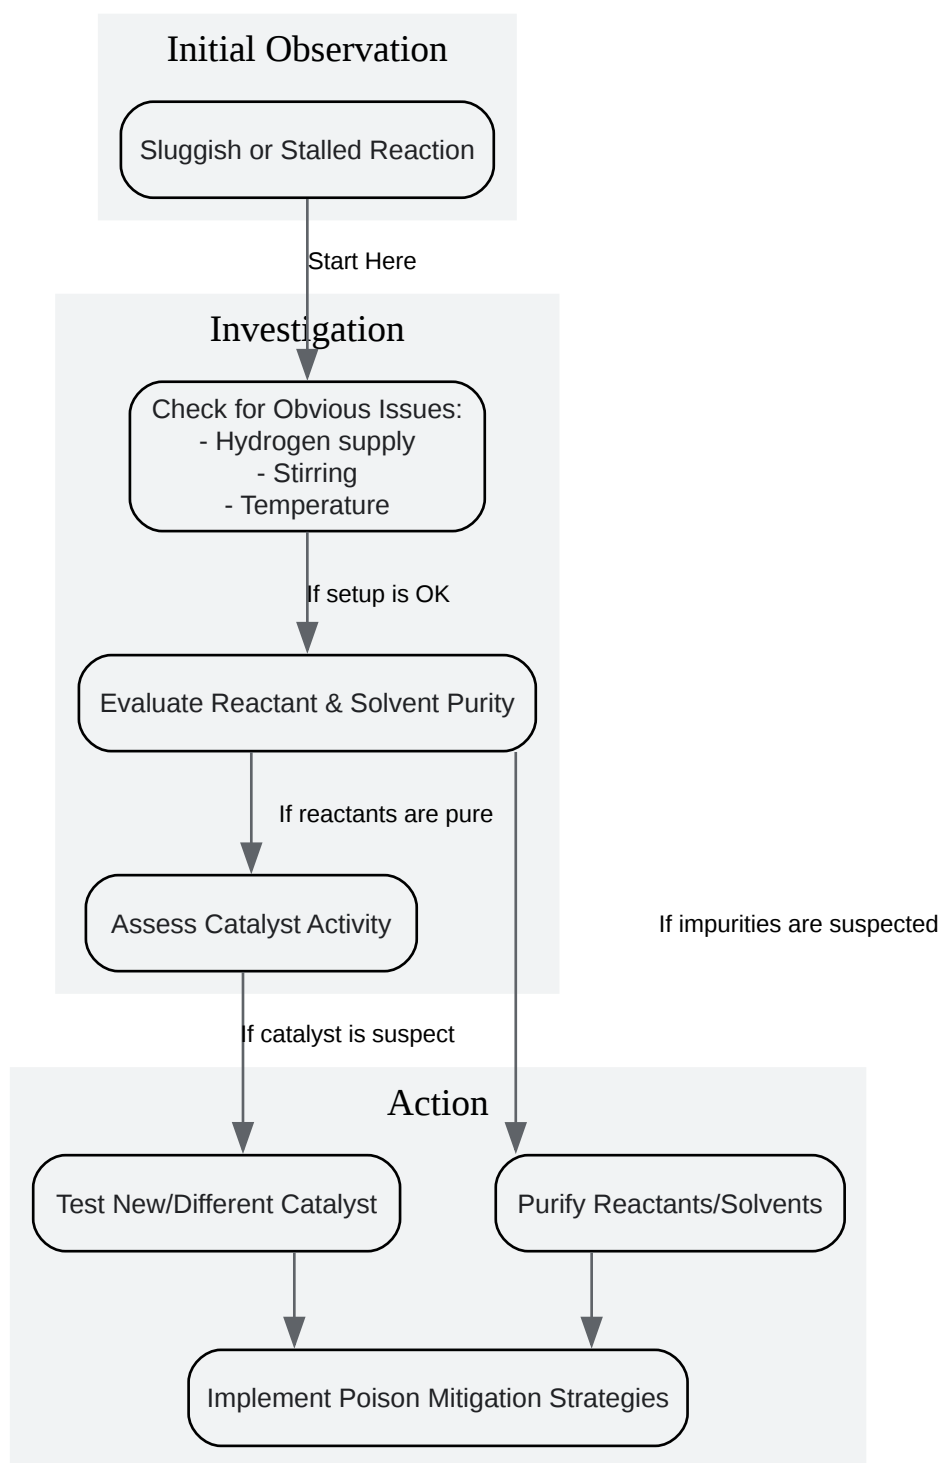 Initial Observation
Sluggish or Stalled Reaction
Start Here
Investigation
Check for Obvious Issues:
- Hydrogen supply
- Stirring
- Temperature
If setup is OK
Evaluate Reactant & Solvent Purity
If reactants are pure
Assess Catalyst Activity
If impurities are suspected
If catalyst is suspect
Action
Test New/Different Catalyst
Purify Reactants/Solvents
Implement Poison Mitigation Strategies